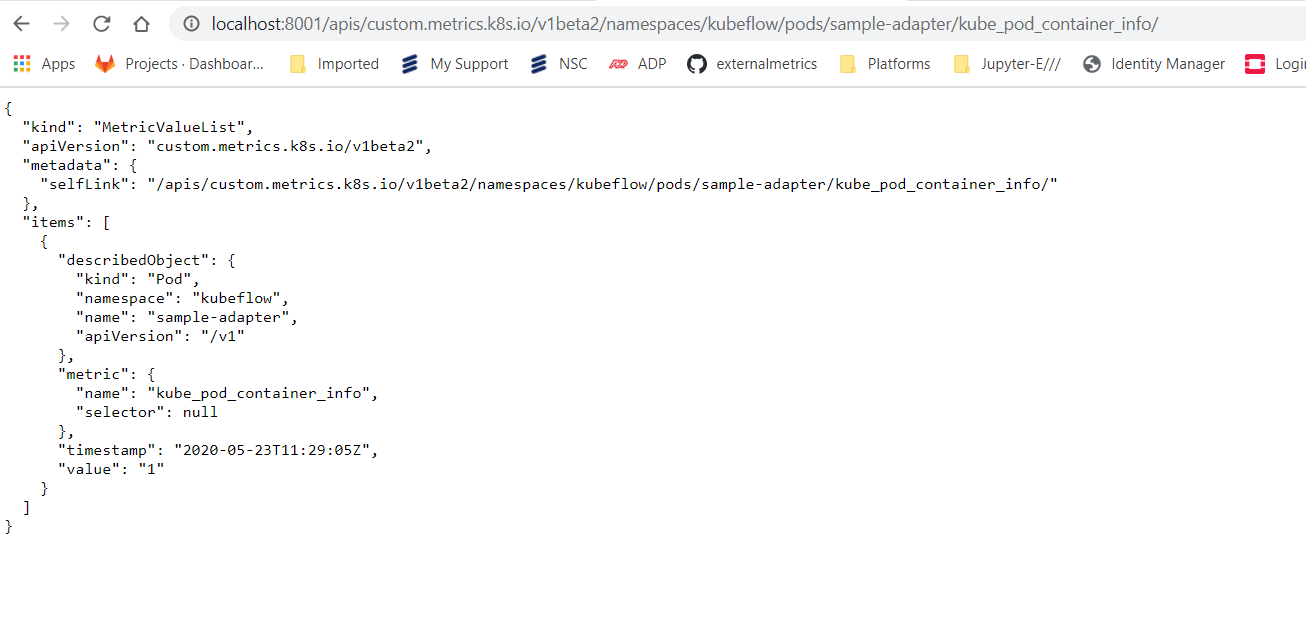 localhost:8001/apis/custom.metrics.k8s.io/v1beta2/namespaces/kubeflow/pods/sample-adapter/kube_pod_container_info/
Apps Projects · Dashboar... Imported My Support NSC ADP externalmetrics Platforms Jupyter-E/// Identity Manager Login
{
  "kind": "MetricValueList",
  "apiVersion": "custom.metrics.k8s.io/v1beta2",
  "metadata": {
    "selfLink": "/apis/custom.metrics.k8s.io/v1beta2/namespaces/kubeflow/pods/sample-adapter/kube_pod_container_info/"
  },
  "items": [
    {
      "describedObject": {
        "kind": "Pod",
        "namespace": "kubeflow",
        "name": "sample-adapter",
        "apiVersion": "/v1"
      },
      "metric": {
        "name": "kube_pod_container_info",
        "selector": null
      },
      "timestamp": "2020-05-23T11:29:05Z",
      "value": "1"
    }
  ]
}